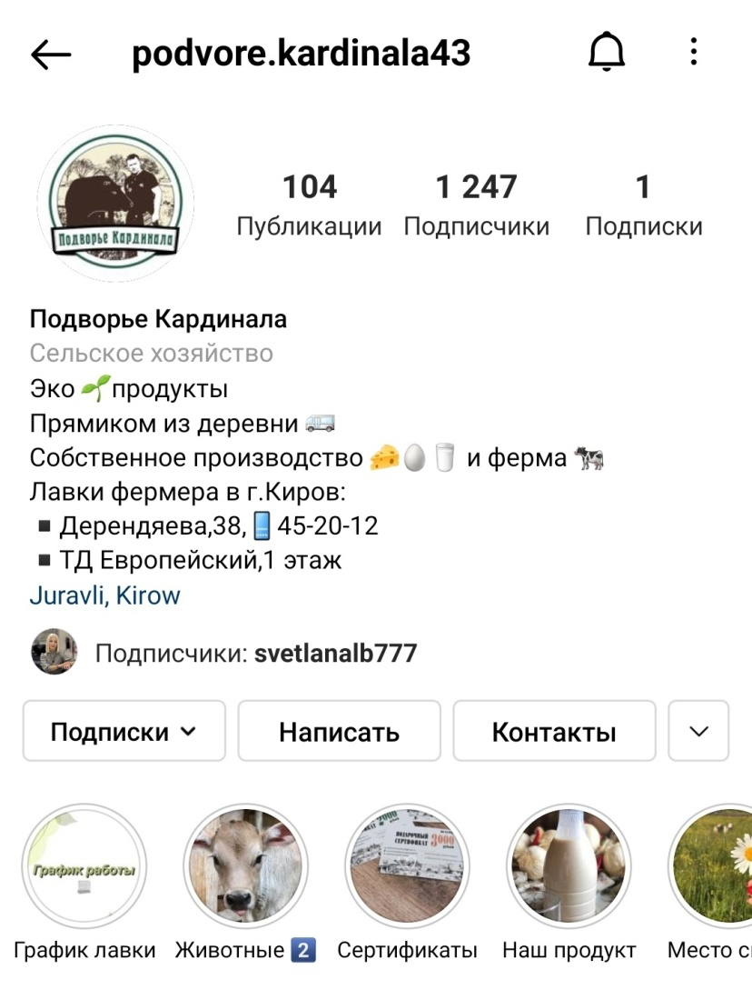 podvore.kardinala43
Подворье Кардинала
104
Публикации
1 247
Подписчики
1
Подписки
Подворье Кардинала
Сельское хозяйство
Эко 🌱продукты
Прямиком из деревни 🚐
Собственное производство 🧀🥚🥛 и ферма 🐄
Лавки фермера в г.Киров:
▪️Дерендяева,38,📱45-20-12
▪️ТД Европейский,1 этаж
Juravli, Kirow
Подписчики: svetlanalb777
Подписки
Написать
Контакты
График работы
2000
ПОДАРОЧНЫЙ
СЕРТИФИКАТ 3000
График лавки
Животные 2️⃣
Сертификаты
Наш продукт
Место